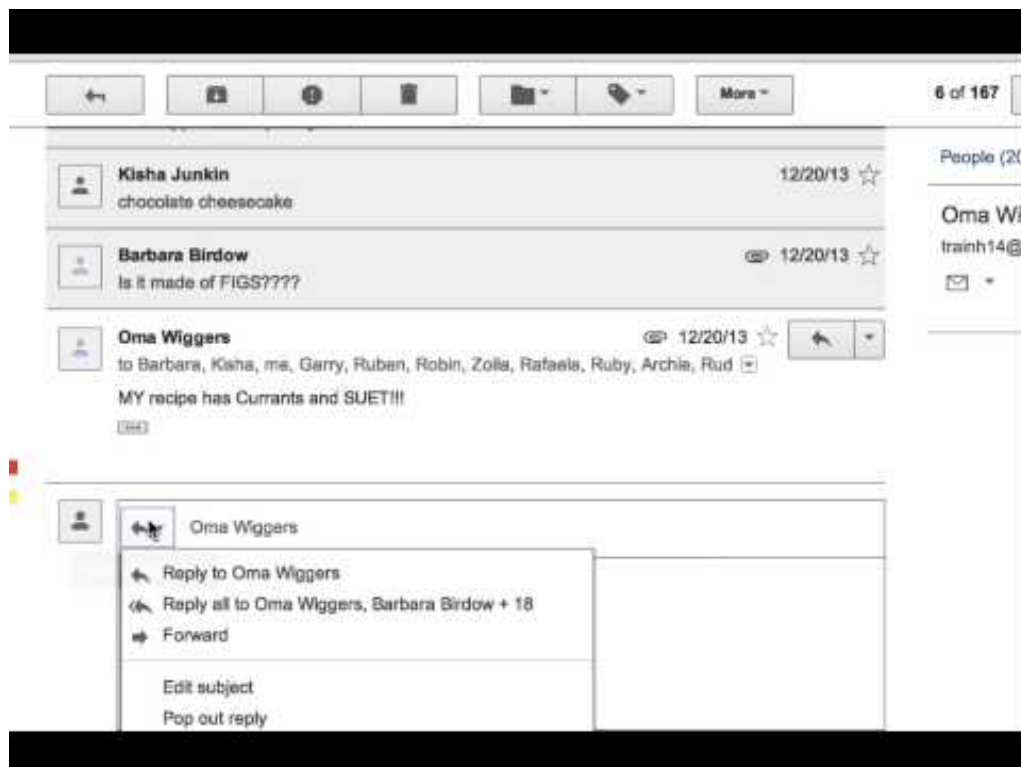 More
6 of 167
People (20
Kisha Junkin
12/20/13
chocolate cheesecake
Oma Wi
trainh14@
Barbara Birdow
12/20/13
Is it made of FIGS????
Oma Wiggers
12/20/13
to Barbara, Kisha, me, Garry, Ruben, Robin, Zolia, Rafaela, Ruby, Archie, Rud
MY recipe has Currants and SUET!!!
Oma Wiggers
Reply to Oma Wiggers
Reply all to Oma Wiggers, Barbara Birdow + 18
Forward
Edit subject
Pop out reply